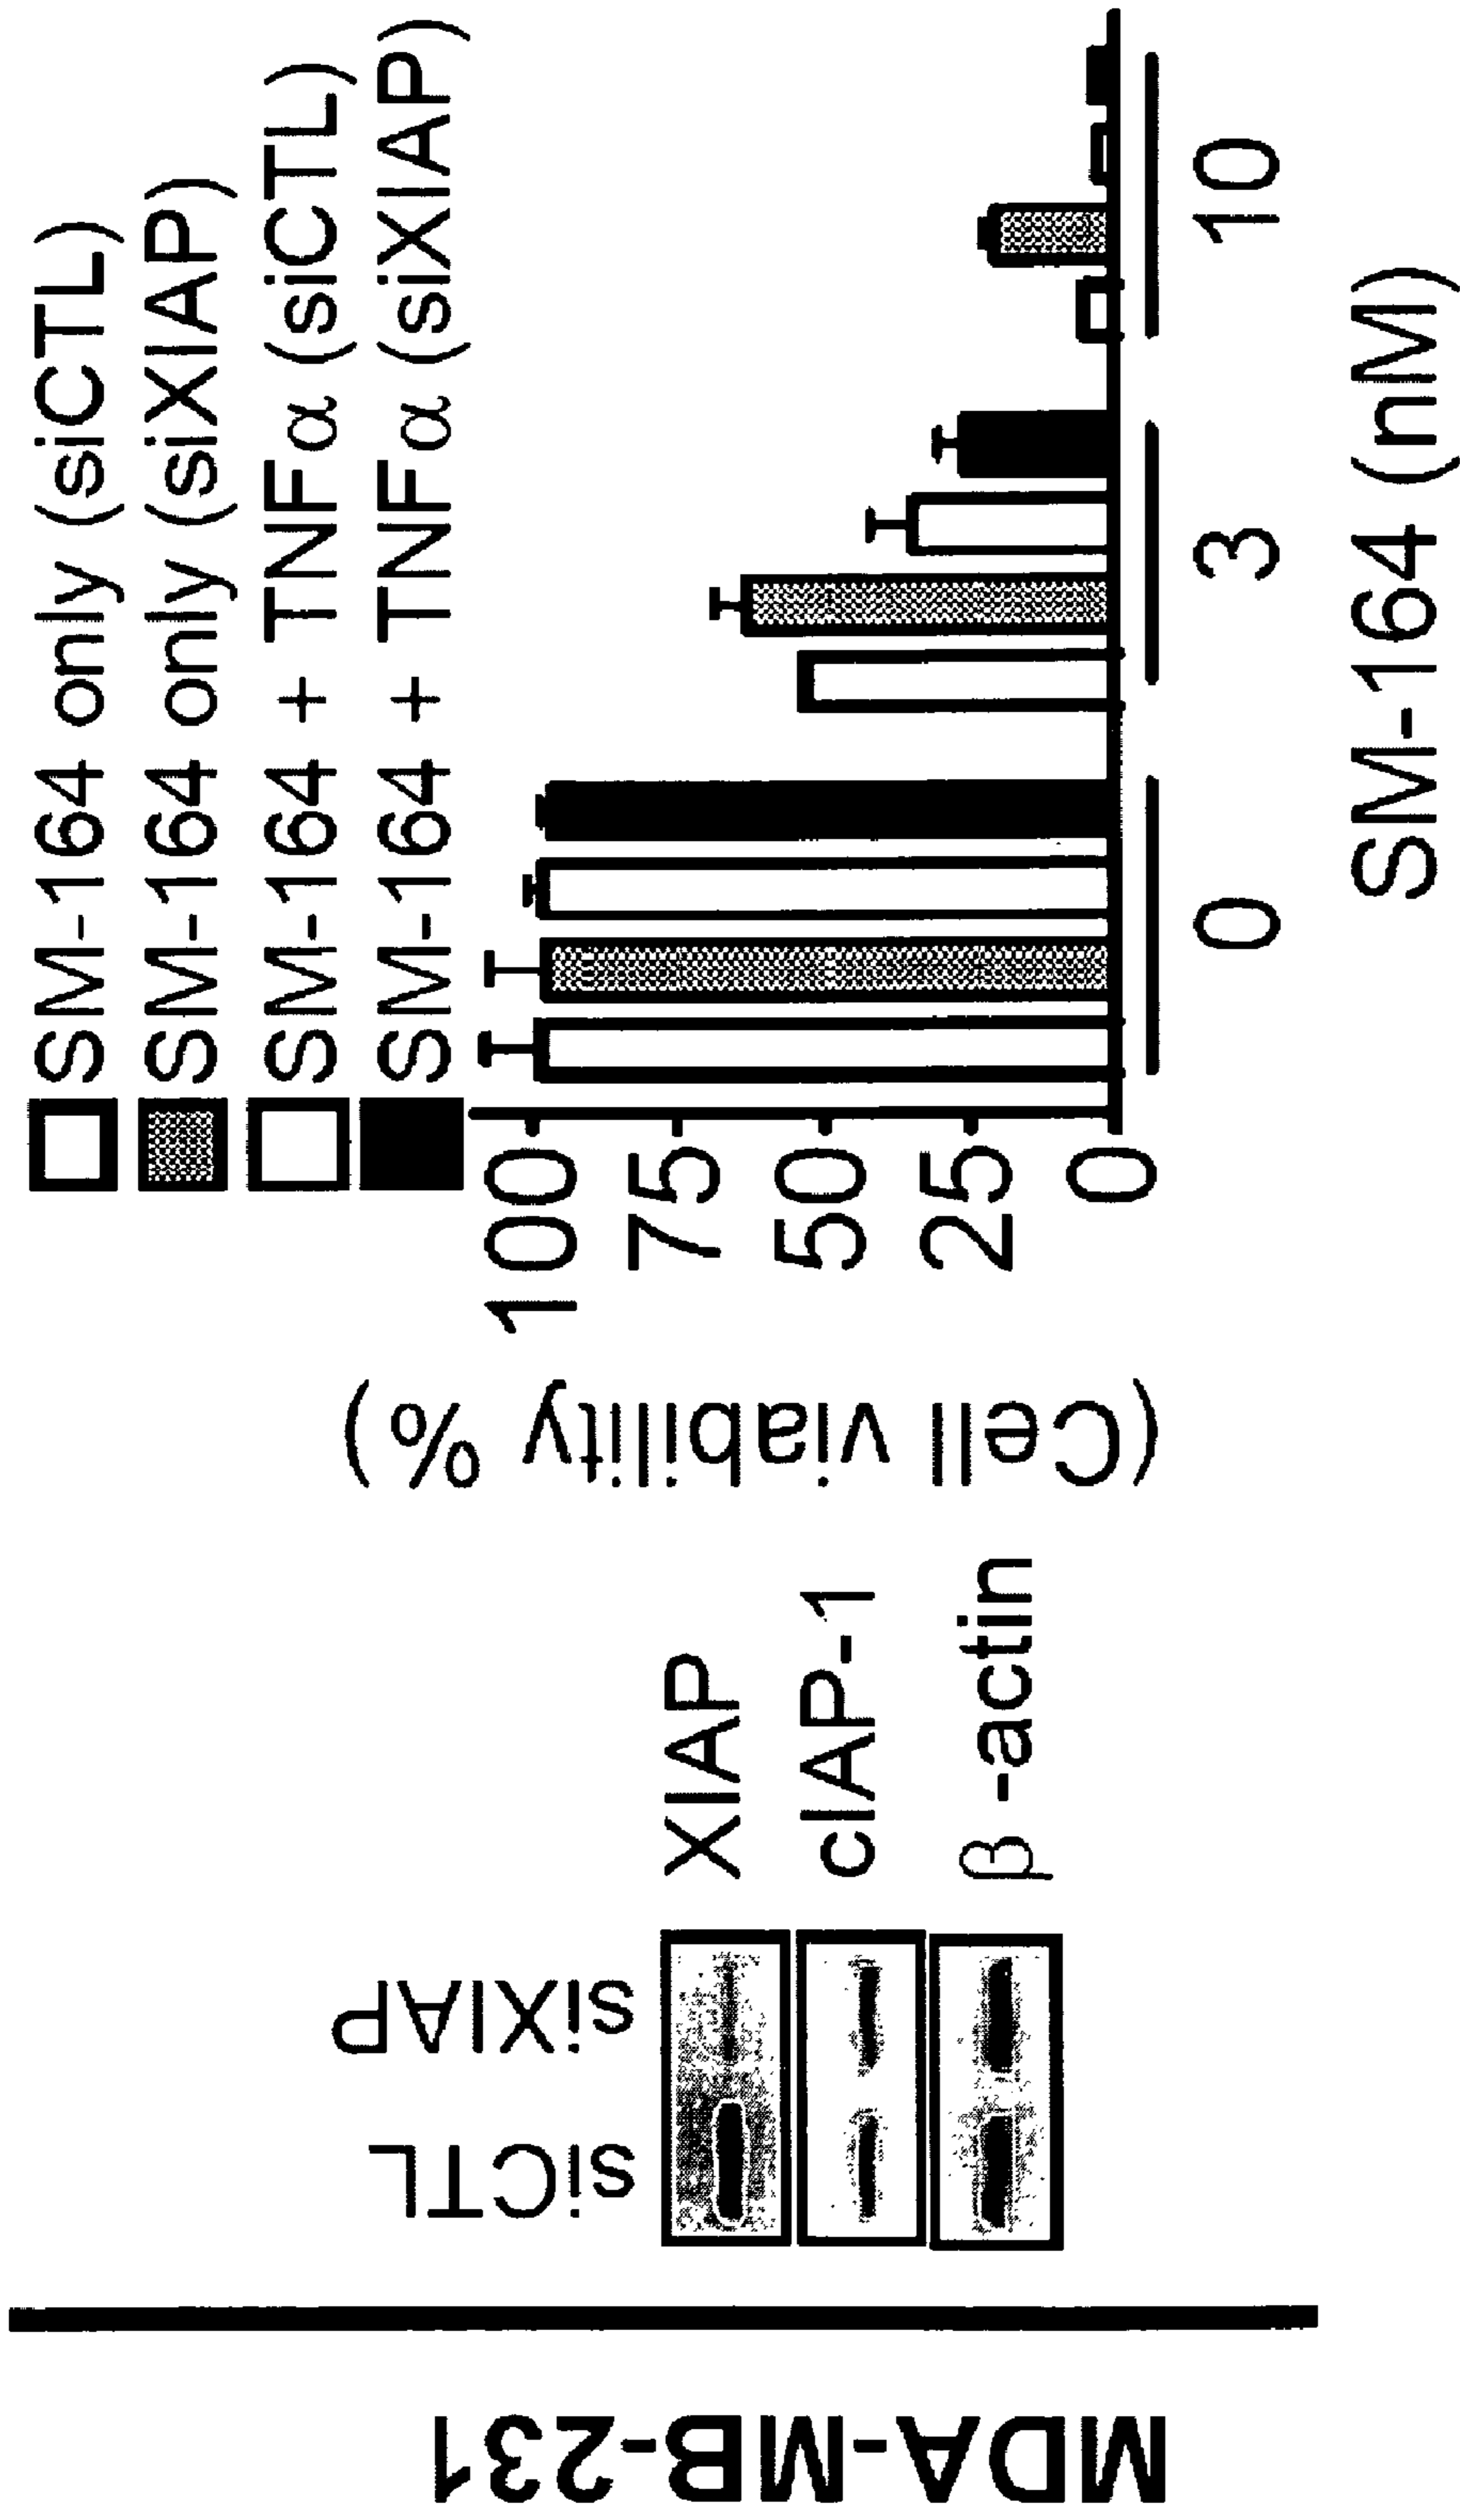 MDA-MB-231
siCTL
siXIAP
XIAP
cIAP-1
β-actin
(Cell viability %)
SM-164 only (siCTL)
SM-164 only (siXIAP)
SM-164 + TNFα (siCTL)
SM-164 + TNFα (siXIAP)
100
75
50
25
0
0 3 10
SM-164 (nM)